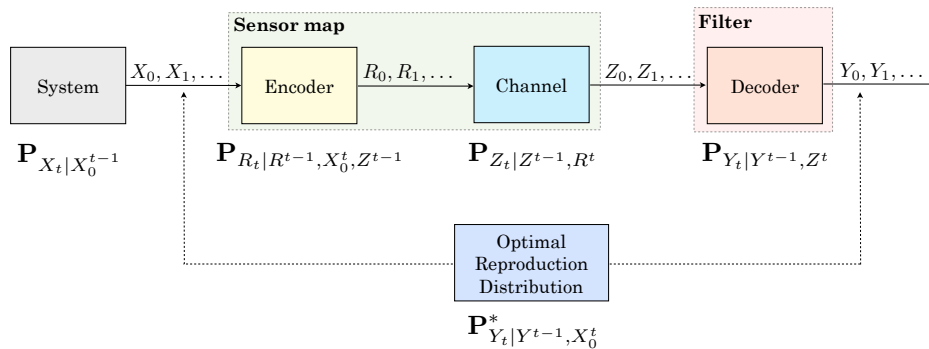 Sensor map
Filter
System
X_0, X_1, …
Encoder
R_0, R_1, …
Channel
Z_0, Z_1, …
Decoder
Y_0, Y_1, …
P_{X_t|X_0^{t-1}}
P_{R_t|R^{t-1},X_0^t,Z^{t-1}}
P_{Z_t|Z^{t-1},R^t}
P_{Y_t|Y^{t-1},Z^t}
Optimal
Reproduction
Distribution
P^*_{Y_t|Y^{t-1},X_0^t}